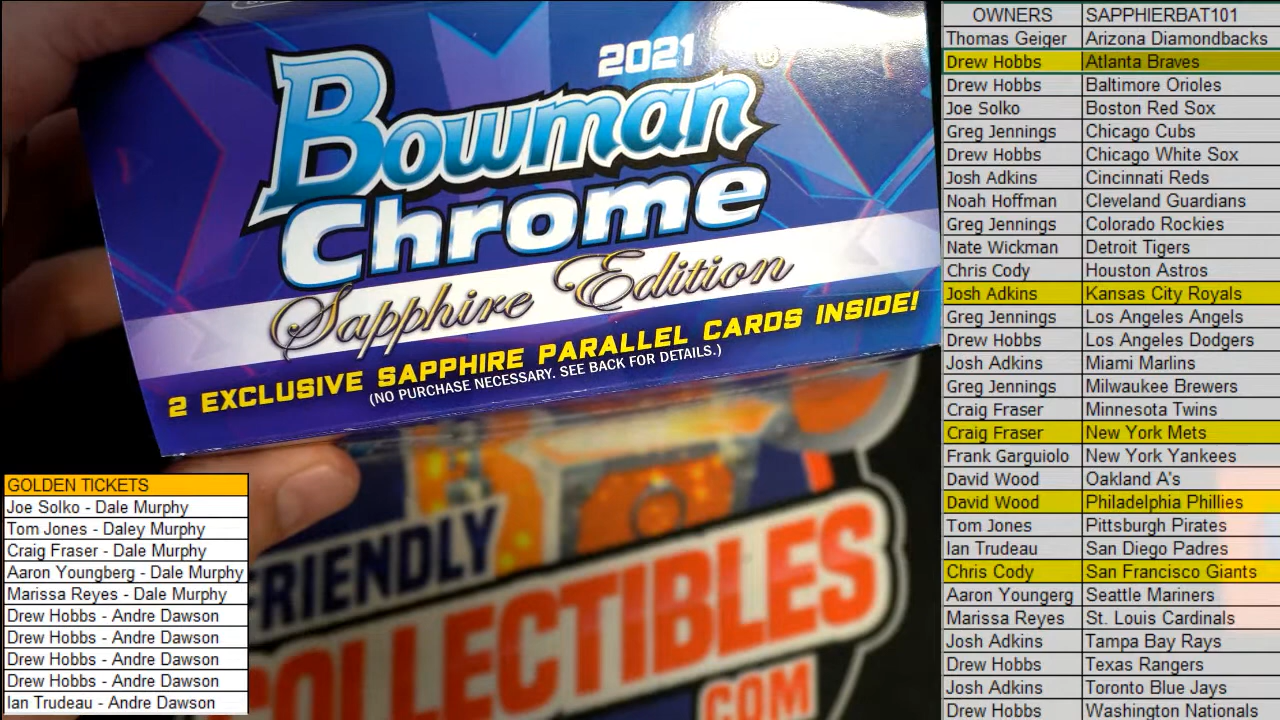 2021
Bowman
®
Chrome
Sapphire Edition
2 EXCLUSIVE SAPPHIRE PARALLEL CARDS INSIDE!
(NO PURCHASE NECESSARY. SEE BACK FOR DETAILS.)
FRIENDLY
COLLECTIBLES
.COM
GOLDEN TICKETS
Joe Solko - Dale Murphy
Tom Jones - Daley Murphy
Craig Fraser - Dale Murphy
Aaron Youngberg - Dale Murphy
Marissa Reyes - Dale Murphy
Drew Hobbs - Andre Dawson
Drew Hobbs - Andre Dawson
Drew Hobbs - Andre Dawson
Drew Hobbs - Andre Dawson
Ian Trudeau - Andre Dawson
OWNERS SAPPHIERBAT101
Thomas Geiger Arizona Diamondbacks
Drew Hobbs Atlanta Braves
Drew Hobbs Baltimore Orioles
Joe Solko Boston Red Sox
Greg Jennings Chicago Cubs
Drew Hobbs Chicago White Sox
Josh Adkins Cincinnati Reds
Noah Hoffman Cleveland Guardians
Greg Jennings Colorado Rockies
Nate Wickman Detroit Tigers
Chris Cody Houston Astros
Josh Adkins Kansas City Royals
Greg Jennings Los Angeles Angels
Drew Hobbs Los Angeles Dodgers
Josh Adkins Miami Marlins
Greg Jennings Milwaukee Brewers
Craig Fraser Minnesota Twins
Craig Fraser New York Mets
Frank Garguiolo New York Yankees
David Wood Oakland A's
David Wood Philadelphia Phillies
Tom Jones Pittsburgh Pirates
Ian Trudeau San Diego Padres
Chris Cody San Francisco Giants
Aaron Youngerg Seattle Mariners
Marissa Reyes St. Louis Cardinals
Josh Adkins Tampa Bay Rays
Drew Hobbs Texas Rangers
Josh Adkins Toronto Blue Jays
Drew Hobbs Washington Nationals